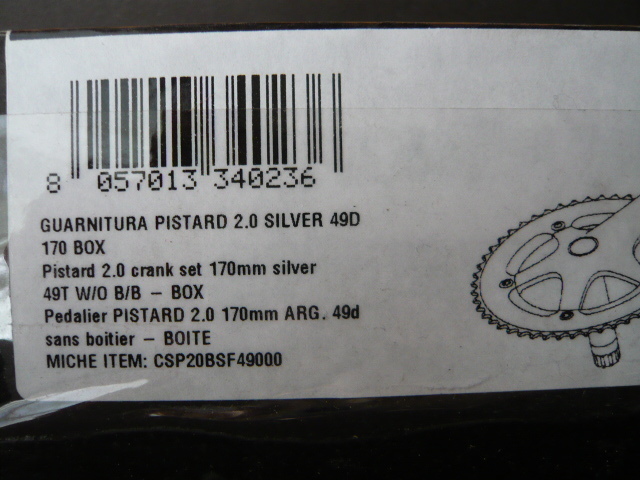 8 057013 340236
GUARNITURA PISTARD 2.0 SILVER 49D
170 BOX
Pistard 2.0 crank set 170mm silver
49T W/O B/B – BOX
Pedalier PISTARD 2.0 170mm ARG. 49d
sans boitier – BOITE
MICHE ITEM: CSP20BSF49000